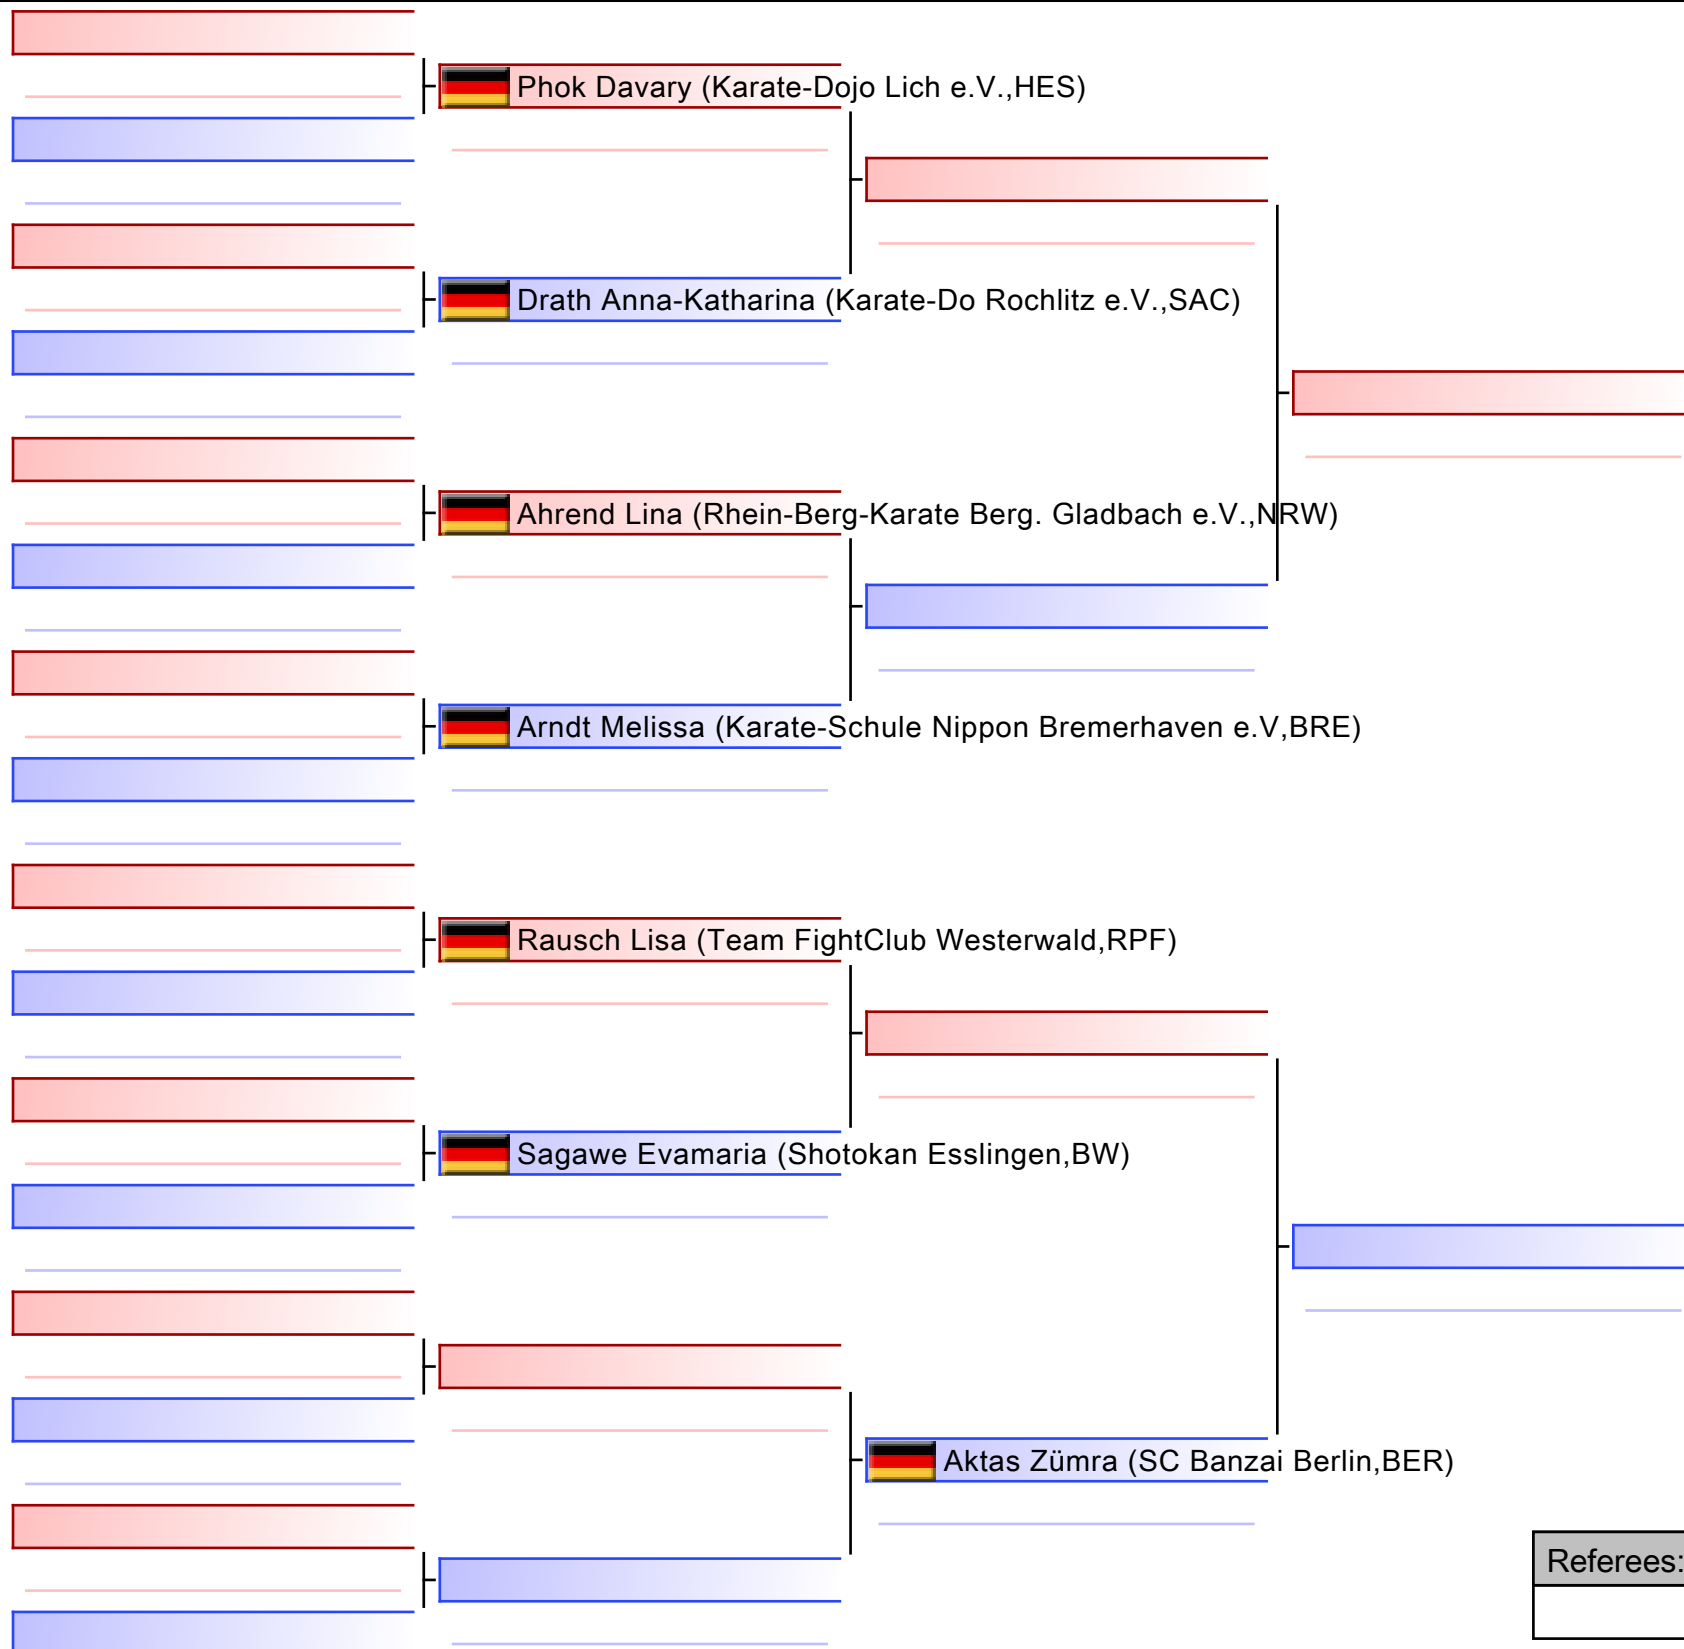 Phok Davary (Karate-Dojo Lich e.V.,HES)
Drath Anna-Katharina (Karate-Do Rochlitz e.V.,SAC)
Ahrend Lina (Rhein-Berg-Karate Berg. Gladbach e.V.,NRW)
Arndt Melissa (Karate-Schule Nippon Bremerhaven e.V,BRE)
Rausch Lisa (Team FightClub Westerwald,RPF)
Sagawe Evamaria (Shotokan Esslingen,BW)
Aktas Zümra (SC Banzai Berlin,BER)
Referees: